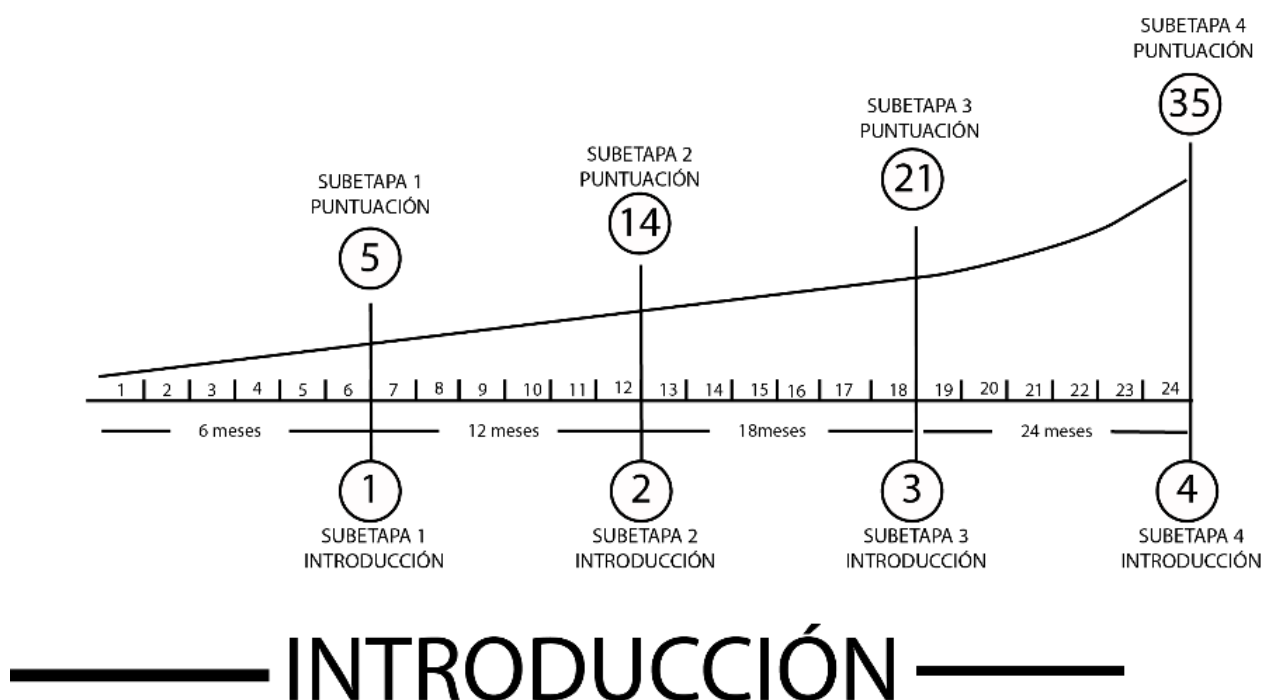 SUBETAPA 4
PUNTUACIÓN
35
SUBETAPA 3
PUNTUACIÓN
21
SUBETAPA 2
PUNTUACIÓN
14
SUBETAPA 1
PUNTUACIÓN
5
1 2 3 4 5 6 7 8 9 10 11 12 13 14 15 16 17 18 19 20 21 22 23 24
6 meses 12 meses 18meses 24 meses
1 2 3 4
SUBETAPA 1 SUBETAPA 2 SUBETAPA 3 SUBETAPA 4
INTRODUCCIÓN INTRODUCCIÓN INTRODUCCIÓN INTRODUCCIÓN
INTRODUCCIÓN